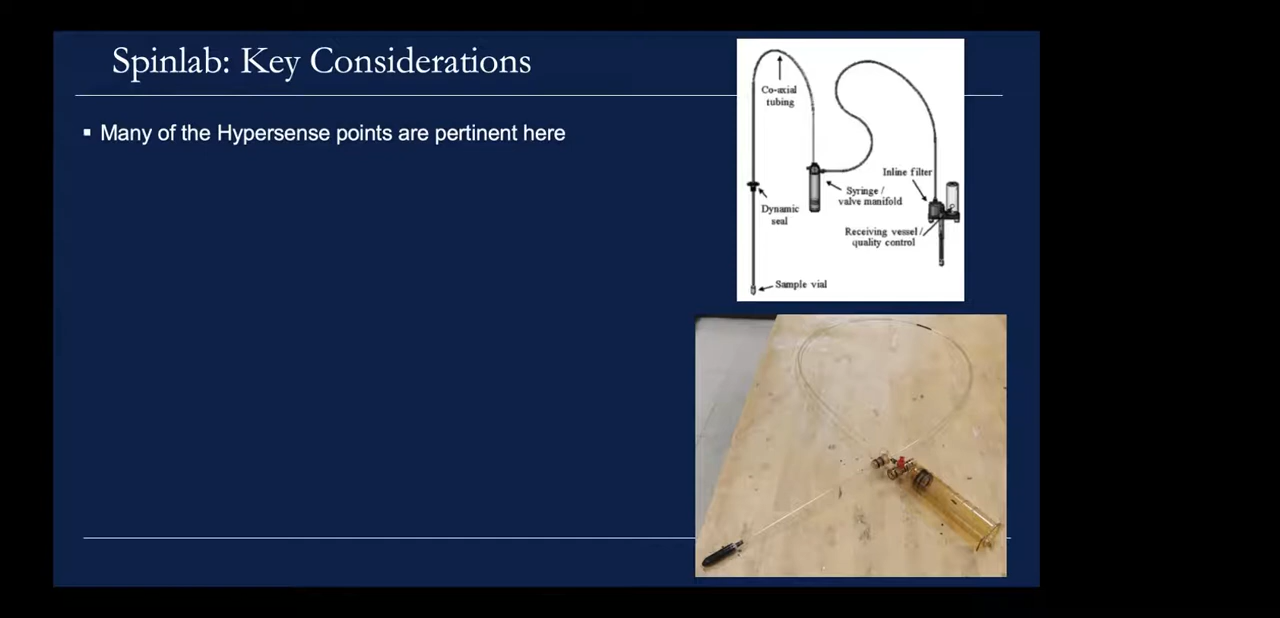 Spinlab: Key Considerations
▪ Many of the Hypersense points are pertinent here
Co-axial
tubing
Inline filter
Syringe /
valve manifold
Dynamic
seal
Receiving vessel /
quality control
Sample vial